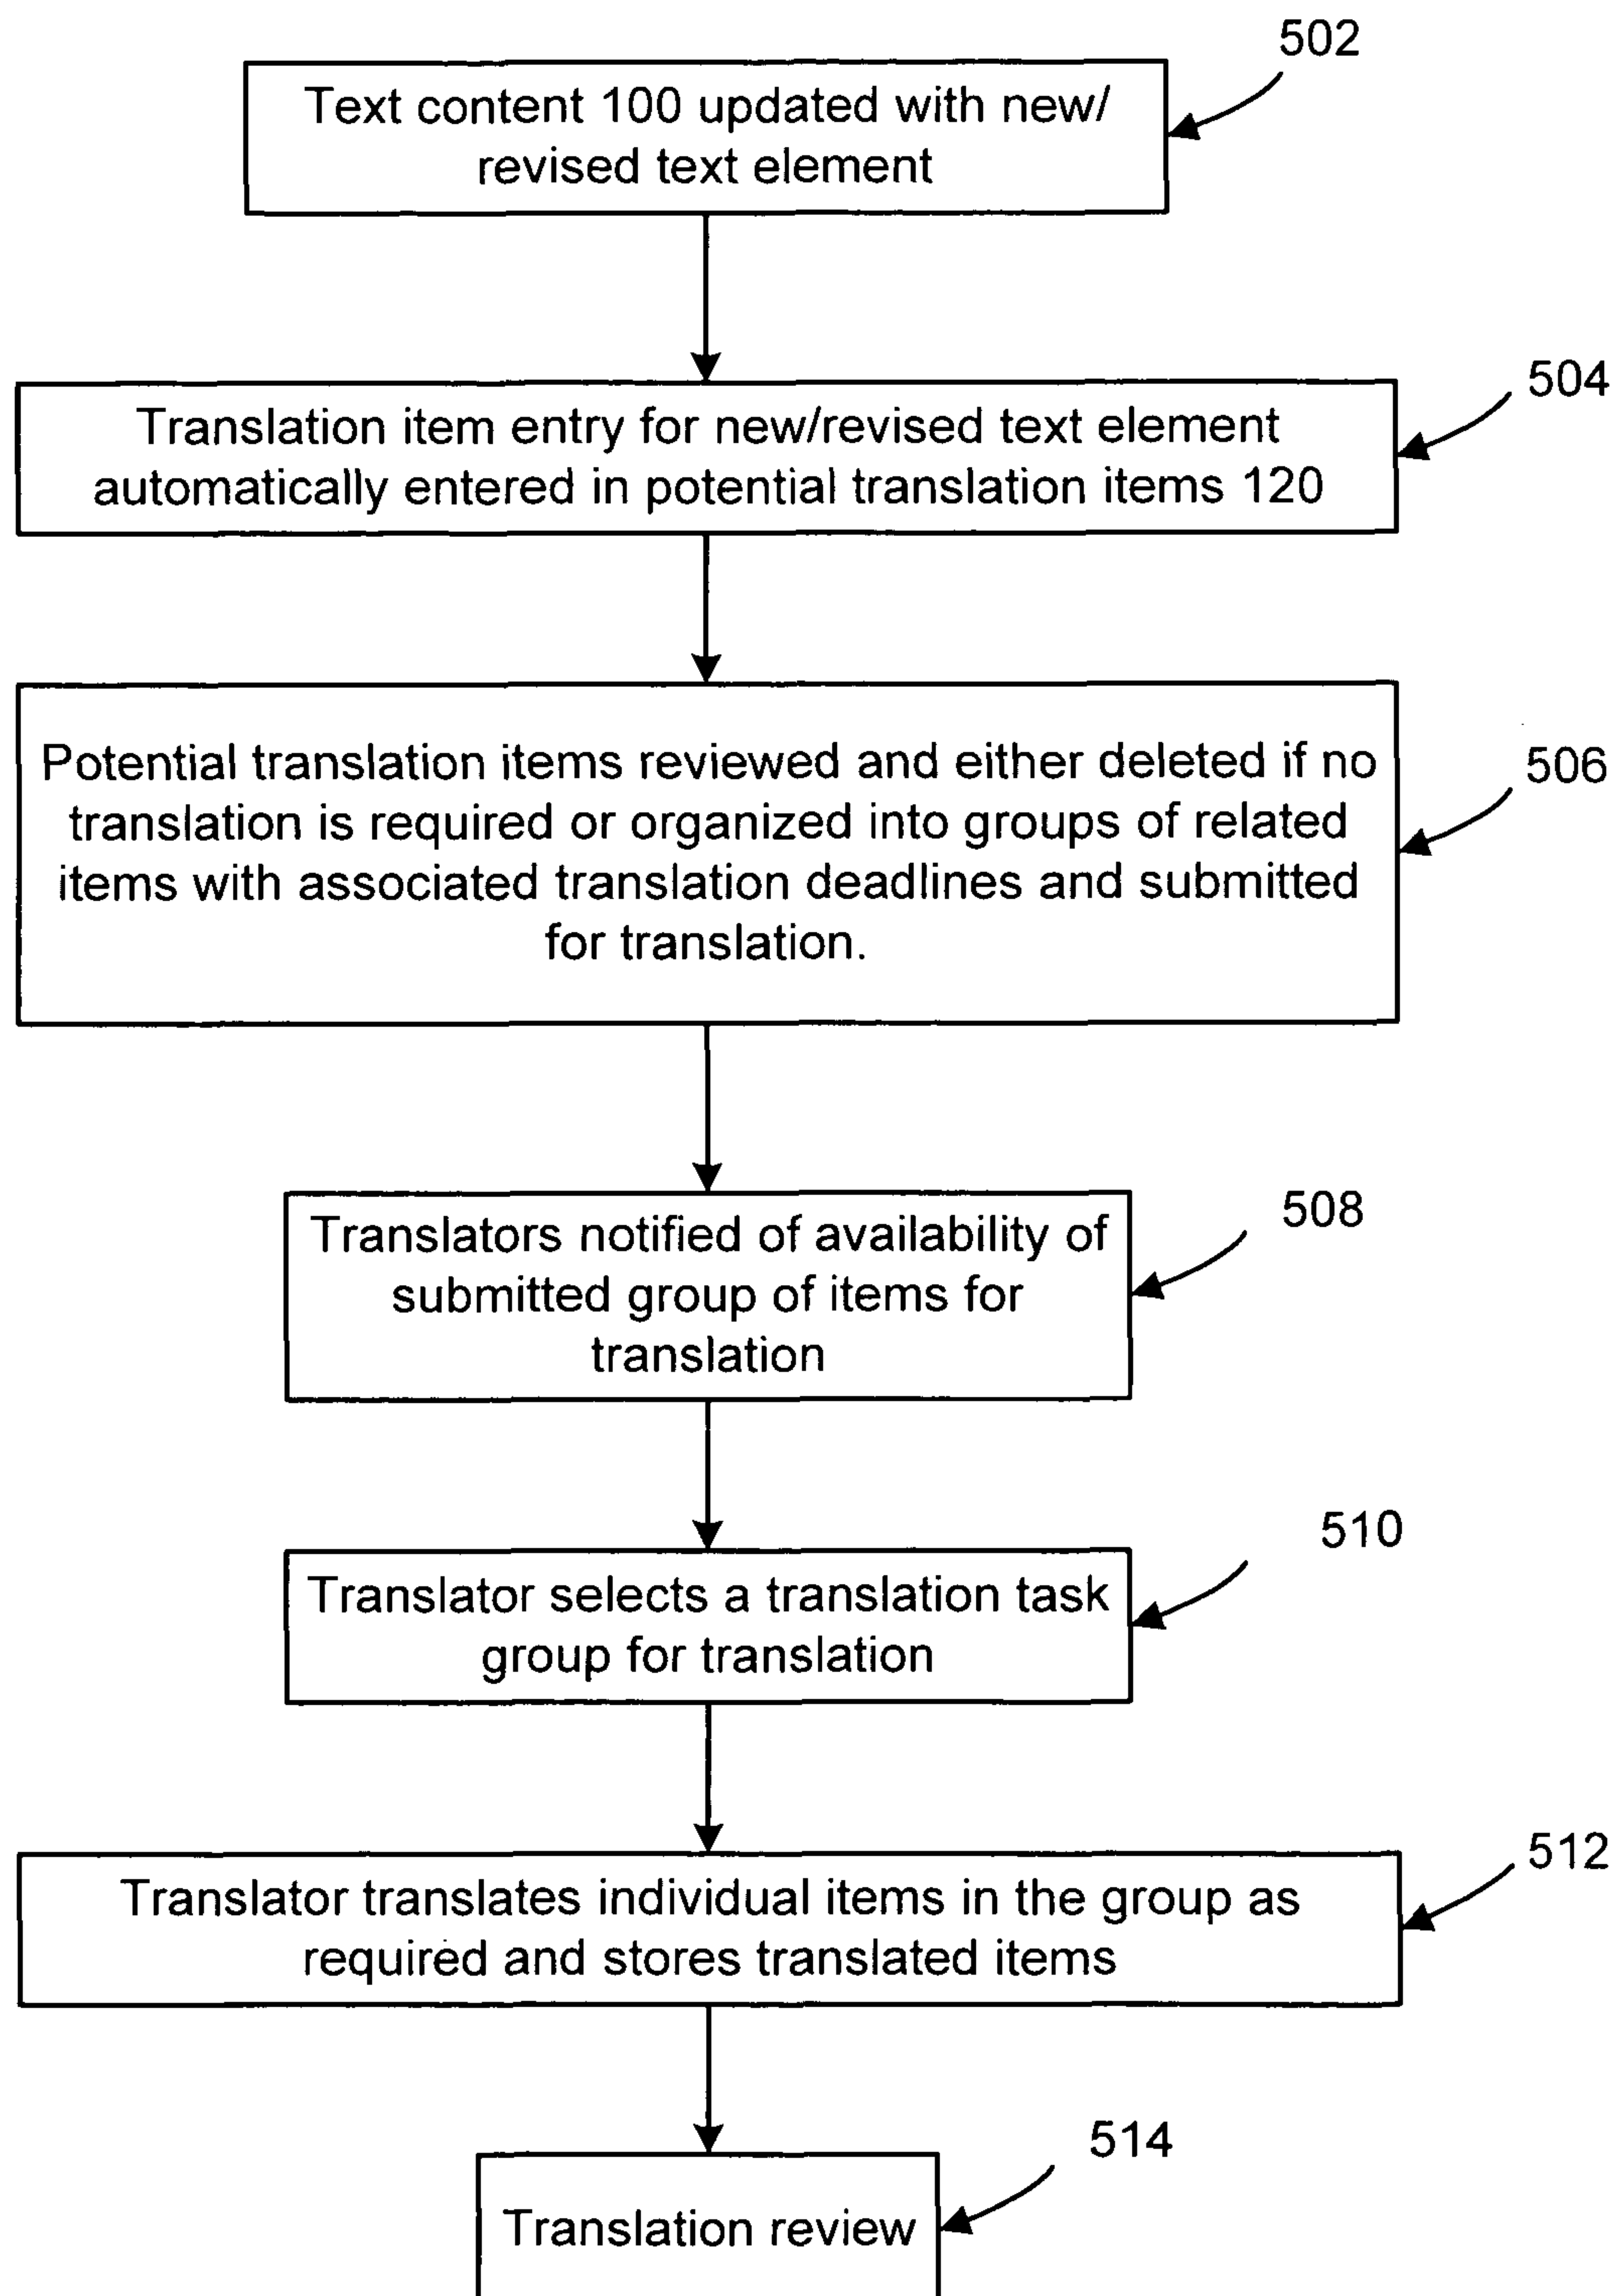 502
Text content 100 updated with new/
revised text element
504
Translation item entry for new/revised text element
automatically entered in potential translation items 120
506
Potential translation items reviewed and either deleted if no
translation is required or organized into groups of related
items with associated translation deadlines and submitted
for translation.
508
Translators notified of availability of
submitted group of items for
translation
510
Translator selects a translation task
group for translation
512
Translator translates individual items in the group as
required and stores translated items
514
Translation review